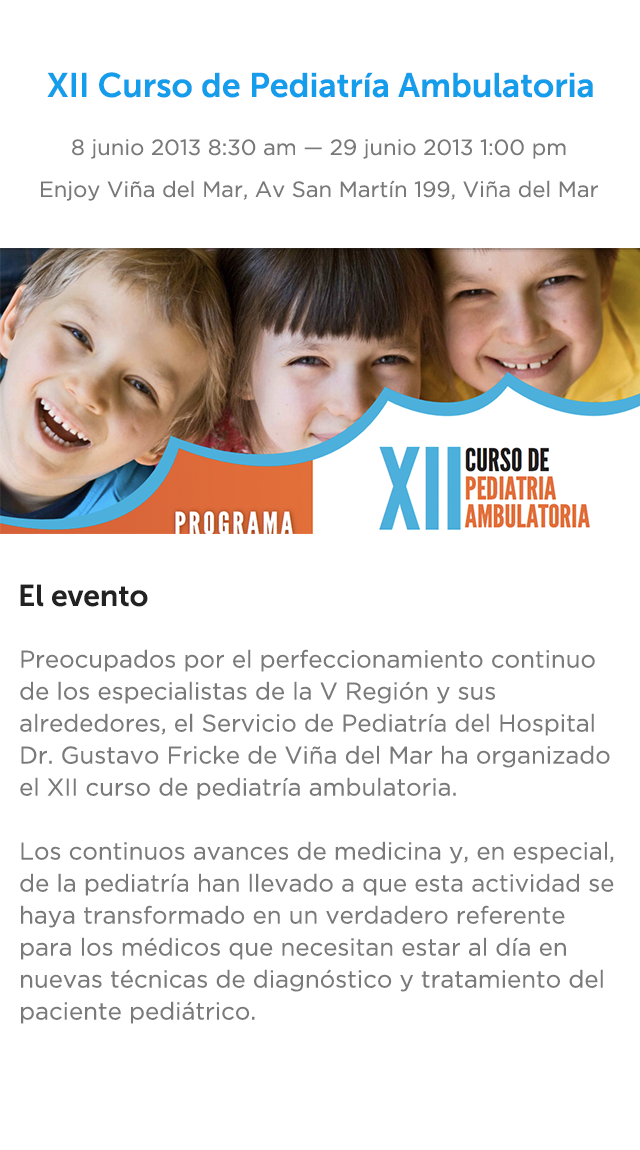 XII Curso de Pediatría Ambulatoria
8 junio 2013 8:30 am — 29 junio 2013 1:00 pm
Enjoy Viña del Mar, Av San Martín 199, Viña del Mar
PROGRAMA
XII CURSO DE
PEDIATRIA
AMBULATORIA
El evento
Preocupados por el perfeccionamiento continuo
de los especialistas de la V Región y sus
alrededores, el Servicio de Pediatría del Hospital
Dr. Gustavo Fricke de Viña del Mar ha organizado
el XII curso de pediatría ambulatoria.
Los continuos avances de medicina y, en especial,
de la pediatría han llevado a que esta actividad se
haya transformado en un verdadero referente
para los médicos que necesitan estar al día en
nuevas técnicas de diagnóstico y tratamiento del
paciente pediátrico.